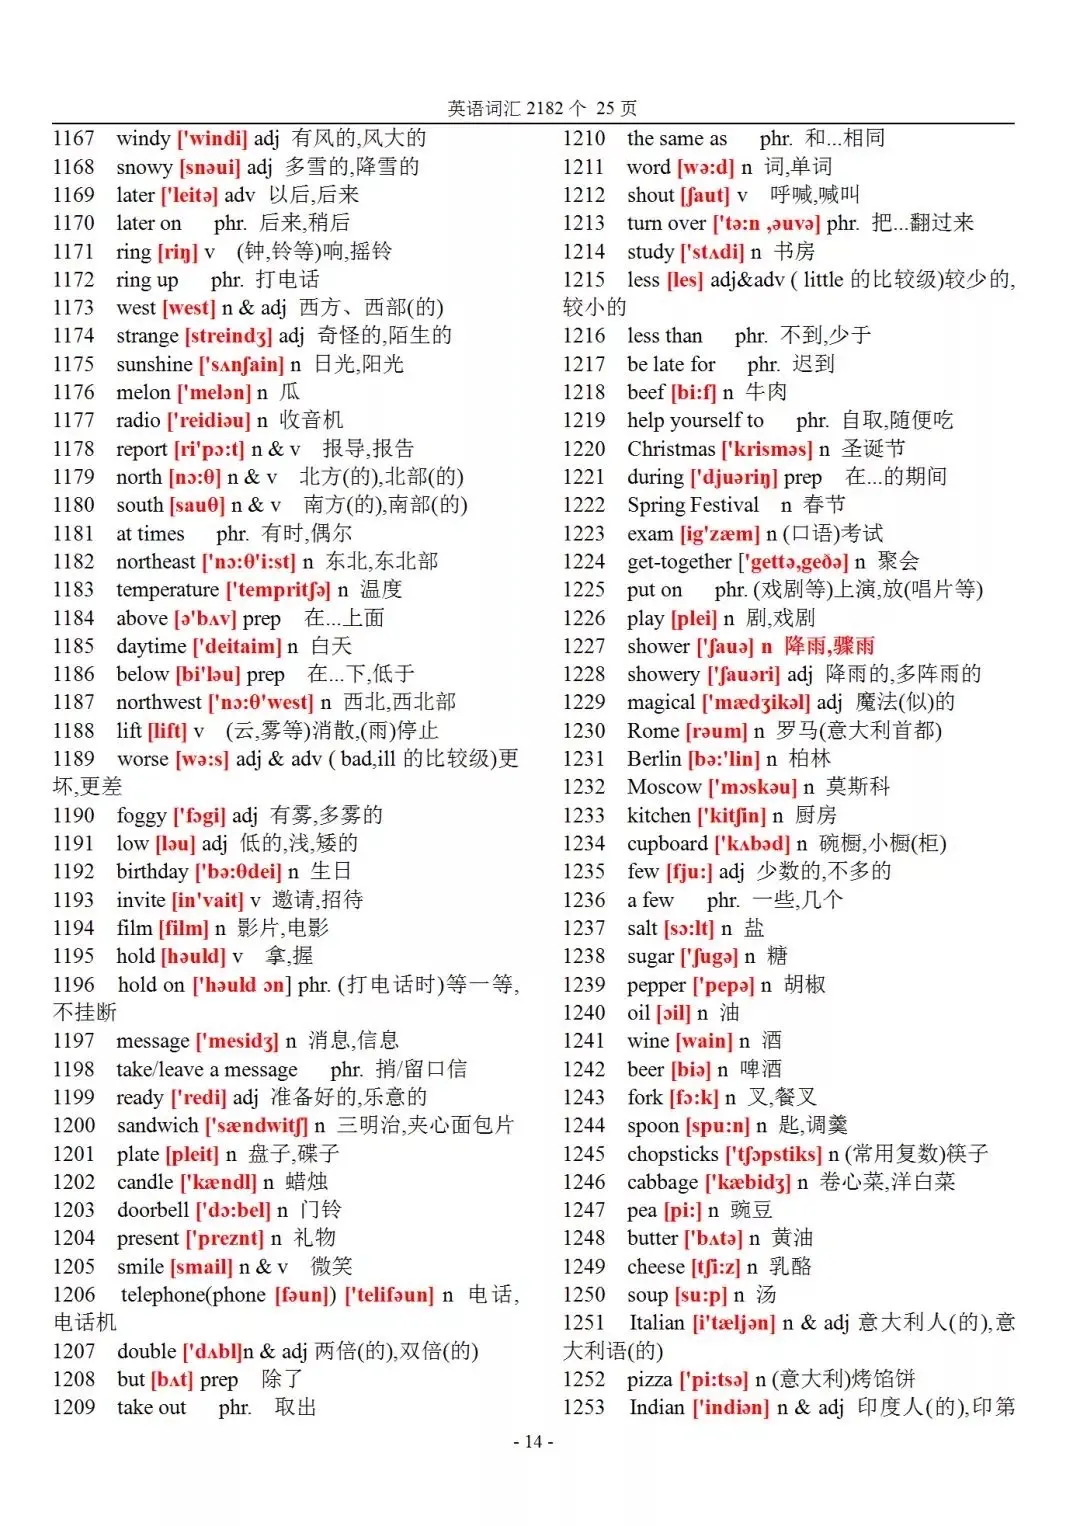 英语词汇 2182 个 25 页
1167 windy ['windi] adj 有风的,风大的
1168 snowy [snəui] adj 多雪的,降雪的
1169 later ['leitə] adv 以后,后来
1170 later on phr. 后来,稍后
1171 ring [riŋ] v (钟,铃等)响,摇铃
1172 ring up phr. 打电话
1173 west [west] n & adj 西方、西部(的)
1174 strange [streindʒ] adj 奇怪的,陌生的
1175 sunshine ['sʌnʃain] n 日光,阳光
1176 melon ['melən] n 瓜
1177 radio ['reidiəu] n 收音机
1178 report [ri'pɔ:t] n & v 报导,报告
1179 north [nɔ:θ] n & v 北方(的),北部(的)
1180 south [sauθ] n & v 南方(的),南部(的)
1181 at times phr. 有时,偶尔
1182 northeast ['nɔ:θ'i:st] n 东北,东北部
1183 temperature ['tempritʃə] n 温度
1184 above [ə'bʌv] prep 在...上面
1185 daytime ['deitaim] n 白天
1186 below [bi'ləu] prep 在...下,低于
1187 northwest ['nɔ:θ'west] n 西北,西北部
1188 lift [lift] v (云,雾等)消散,(雨)停止
1189 worse [wə:s] adj & adv ( bad,ill 的比较级)更
坏,更差
1190 foggy ['fɔgi] adj 有雾,多雾的
1191 low [ləu] adj 低的,浅,矮的
1192 birthday ['bə:θdei] n 生日
1193 invite [in'vait] v 邀请,招待
1194 film [film] n 影片,电影
1195 hold [həuld] v 拿,握
1196 hold on ['həuld ɔn] phr. (打电话时)等一等,
不挂断
1197 message ['mesidʒ] n 消息,信息
1198 take/leave a message phr. 捎/留口信
1199 ready ['redi] adj 准备好的,乐意的
1200 sandwich ['sændwitʃ] n 三明治,夹心面包片
1201 plate [pleit] n 盘子,碟子
1202 candle ['kændl] n 蜡烛
1203 doorbell ['dɔ:bel] n 门铃
1204 present ['preznt] n 礼物
1205 smile [smail] n & v 微笑
1206 telephone(phone [fəun]) ['telifəun] n 电话,
电话机
1207 double ['dʌbl]n & adj 两倍(的),双倍(的)
1208 but [bʌt] prep 除了
1209 take out phr. 取出
1210 the same as phr. 和...相同
1211 word [wə:d] n 词,单词
1212 shout [ʃaut] v 呼喊,喊叫
1213 turn over ['tə:n ,əuvə] phr. 把...翻过来
1214 study ['stʌdi] n 书房
1215 less [les] adj&adv ( little 的比较级)较少的,
较小的
1216 less than phr. 不到,少于
1217 be late for phr. 迟到
1218 beef [bi:f] n 牛肉
1219 help yourself to phr. 自取,随便吃
1220 Christmas ['krisməs] n 圣诞节
1221 during ['djuəriŋ] prep 在...的期间
1222 Spring Festival n 春节
1223 exam [ig'zæm] n (口语)考试
1224 get-together ['gettə,geðə] n 聚会
1225 put on phr. (戏剧等)上演,放(唱片等)
1226 play [plei] n 剧,戏剧
1227 shower ['ʃauə] n 降雨,骤雨
1228 showery ['ʃauəri] adj 降雨的,多阵雨的
1229 magical ['mædʒikəl] adj 魔法(似)的
1230 Rome [rəum] n 罗马(意大利首都)
1231 Berlin [bə:'lin] n 柏林
1232 Moscow ['mɔskəu] n 莫斯科
1233 kitchen ['kitʃin] n 厨房
1234 cupboard ['kʌbəd] n 碗橱,小橱(柜)
1235 few [fju:] adj 少数的,不多的
1236 a few phr. 一些,几个
1237 salt [sɔ:lt] n 盐
1238 sugar ['ʃugə] n 糖
1239 pepper ['pepə] n 胡椒
1240 oil [ɔil] n 油
1241 wine [wain] n 酒
1242 beer [biə] n 啤酒
1243 fork [fɔ:k] n 叉,餐叉
1244 spoon [spu:n] n 匙,调羹
1245 chopsticks ['tʃɔpstiks] n (常用复数)筷子
1246 cabbage ['kæbidʒ] n 卷心菜,洋白菜
1247 pea [pi:] n 豌豆
1248 butter ['bʌtə] n 黄油
1249 cheese [tʃi:z] n 乳酪
1250 soup [su:p] n 汤
1251 Italian [i'tæljən] n & adj 意大利人(的),意
大利语(的)
1252 pizza ['pi:tsə] n (意大利)烤馅饼
1253 Indian ['indiən] n & adj 印度人(的),印第
- 14 -